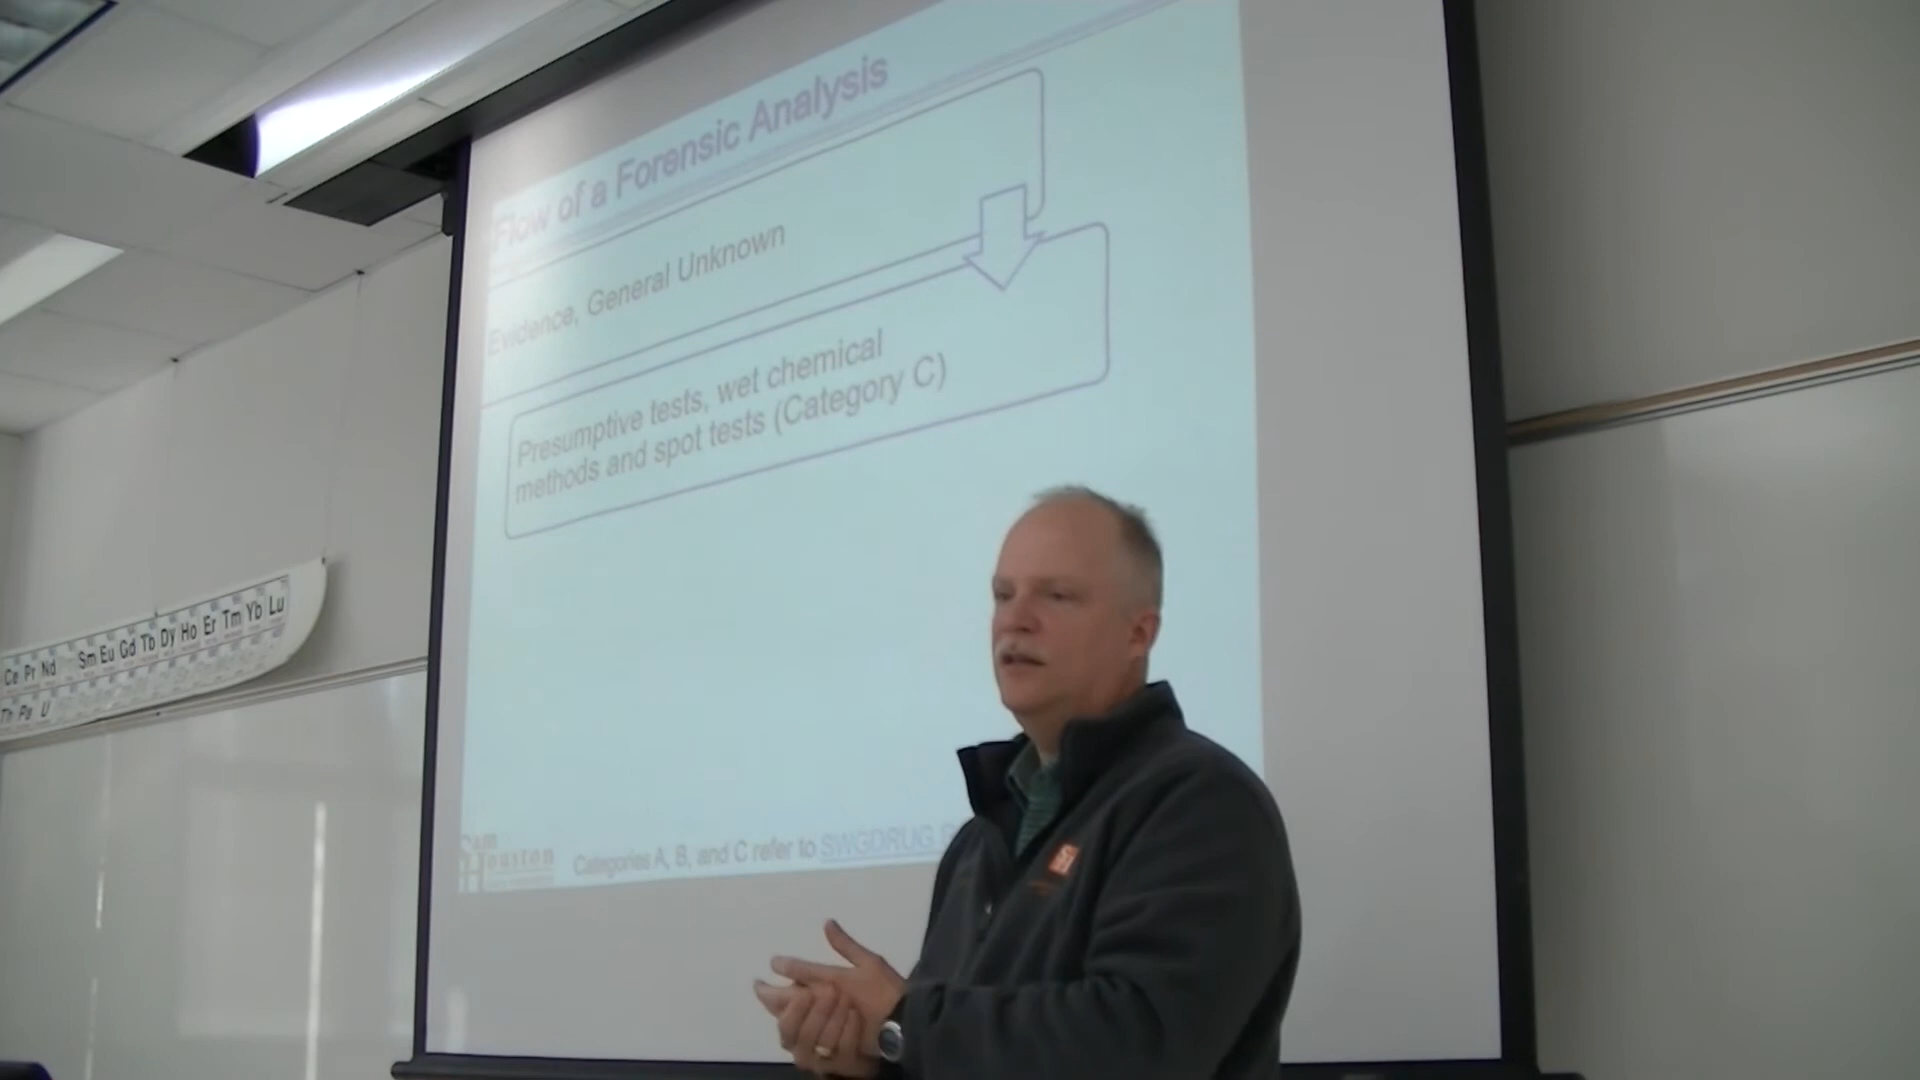 Flow of a Forensic Analysis
Evidence, General Unknown
Presumptive tests, wet chemical
methods and spot tests (Category C)
Sam
Houston
Categories A, B, and C refer to SWGDRUG
Ce Pr Nd Sm Eu Gd Tb Dy Ho Er Tm Yb Lu
Th Pa U